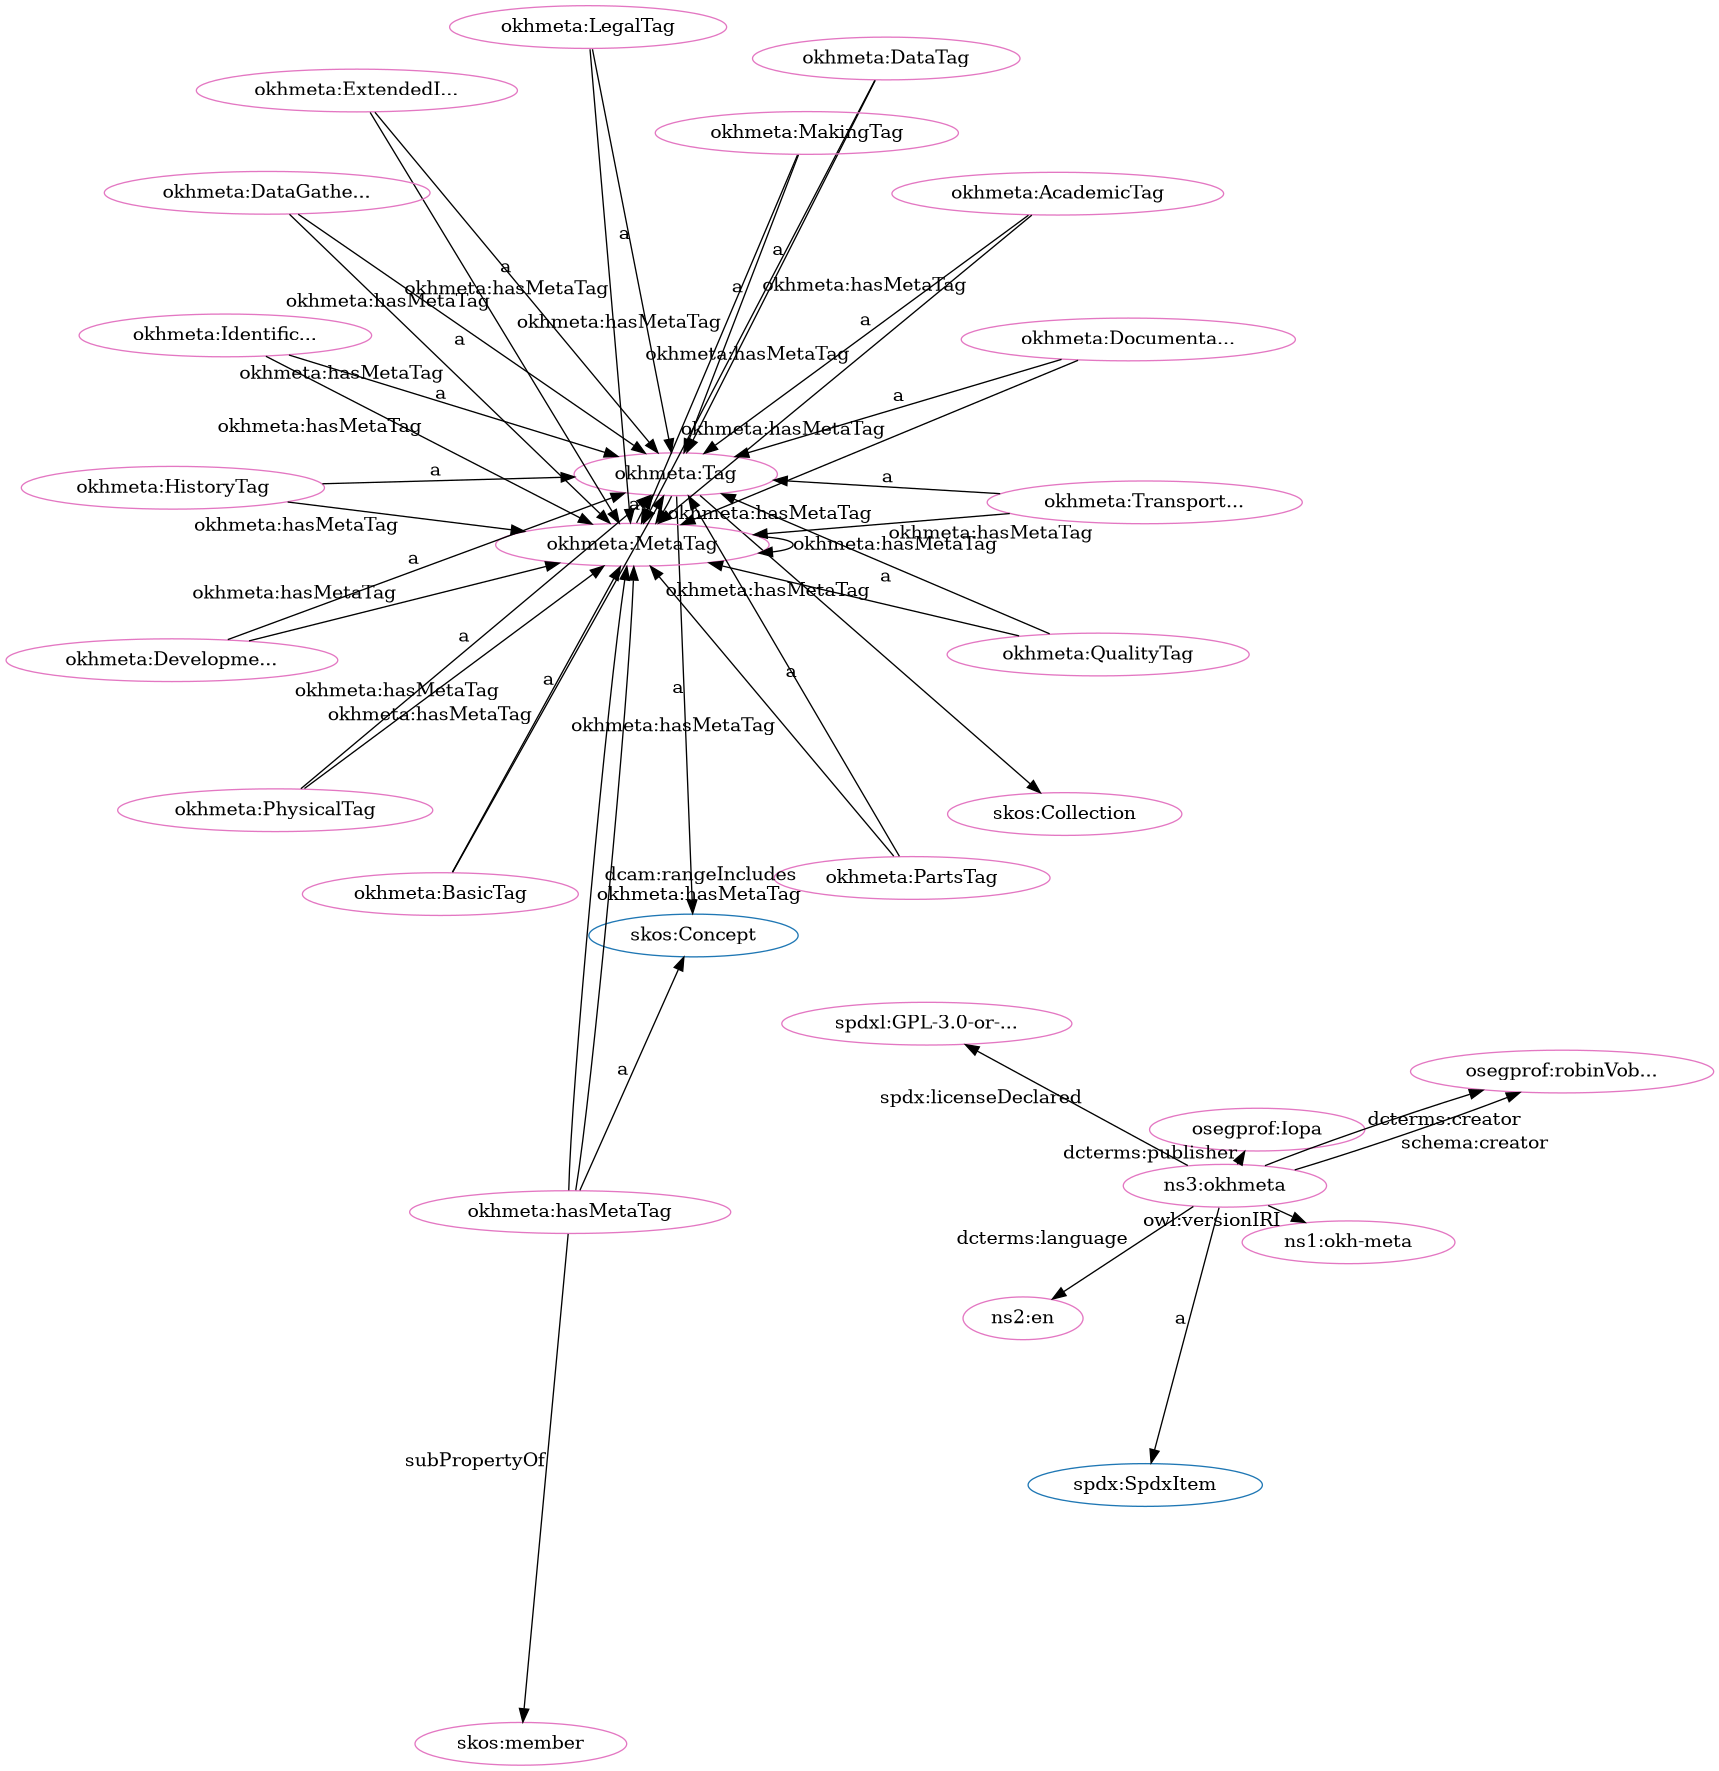 okhmeta:LegalTag
okhmeta:DataTag
okhmeta:ExtendedI...
okhmeta:MakingTag
okhmeta:DataGathe...
okhmeta:AcademicTag
a
a
a
okhmeta:hasMetaTag
a
okhmeta:hasMetaTag
okhmeta:hasMetaTag
okhmeta:hasMetaTag
a
okhmeta:Identific...
a
okhmeta:Documenta...
okhmeta:hasMetaTag
okhmeta:hasMetaTag
a
a
okhmeta:hasMetaTag
okhmeta:hasMetaTag
a
okhmeta:Tag
a
okhmeta:HistoryTag
okhmeta:Transport...
a
okhmeta:hasMetaTag
okhmeta:hasMetaTag
okhmeta:hasMetaTag
okhmeta:MetaTag
okhmeta:hasMetaTag
a
a
okhmeta:hasMetaTag
okhmeta:hasMetaTag
a
okhmeta:QualityTag
okhmeta:Developme...
a
a
a
okhmeta:hasMetaTag
okhmeta:hasMetaTag
okhmeta:hasMetaTag
okhmeta:PhysicalTag
skos:Collection
dcam:rangeIncludes
okhmeta:PartsTag
okhmeta:BasicTag
okhmeta:hasMetaTag
skos:Concept
spdxl:GPL-3.0-or-...
a
osegprof:robinVob...
spdx:licenseDeclared
dcterms:creator
osegprof:Iopa
schema:creator
dcterms:publisher
ns3:okhmeta
okhmeta:hasMetaTag
owl:versionIRI
dcterms:language
ns1:okh-meta
ns2:en
a
subPropertyOf
spdx:SpdxItem
skos:member